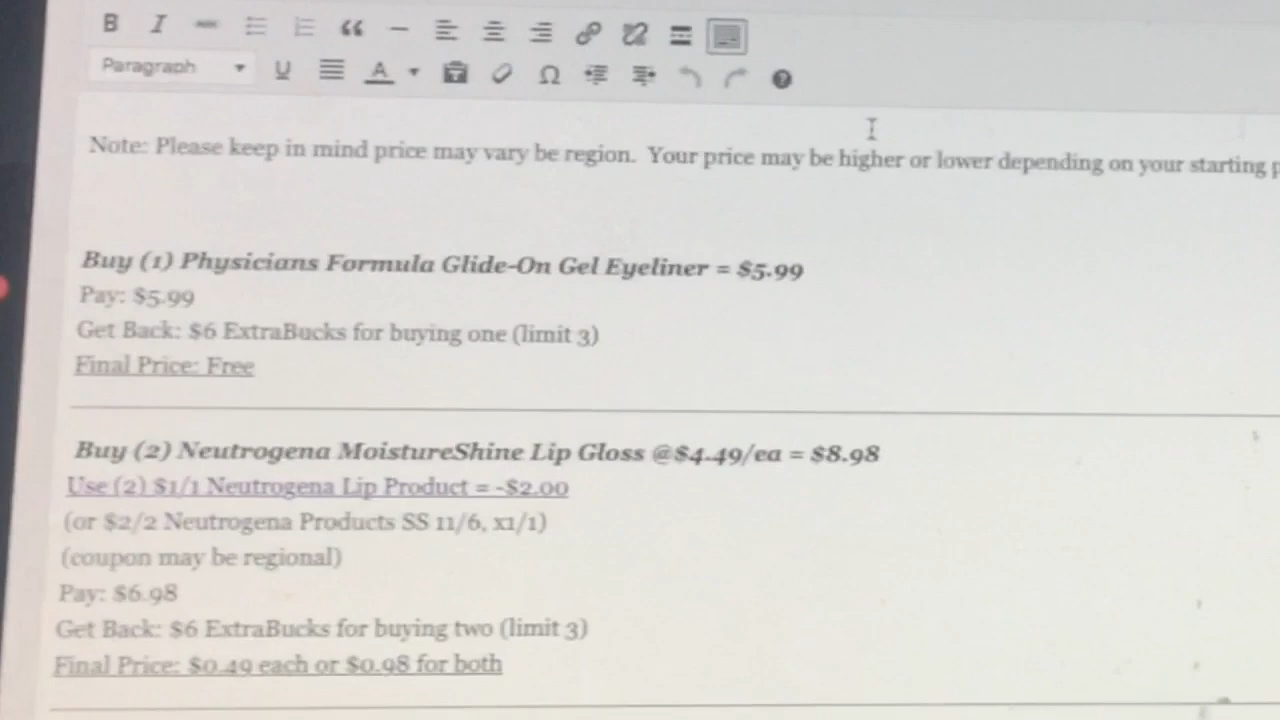 Paragraph
Note: Please keep in mind price may vary be region. Your price may be higher or lower depending on your starting
Buy (1) Physicians Formula Glide-On Gel Eyeliner = $5.99
Pay: $5.99
Get Back: $6 ExtraBucks for buying one (limit 3)
Final Price: Free
Buy (2) Neutrogena MoistureShine Lip Gloss @$4.49/ea = $8.98
Use (2) $1/1 Neutrogena Lip Product = -$2.00
(or $2/2 Neutrogena Products SS 11/6, x1/1)
(coupon may be regional)
Pay: $6.98
Get Back: $6 ExtraBucks for buying two (limit 3)
Final Price: $0.49 each or $0.98 for both